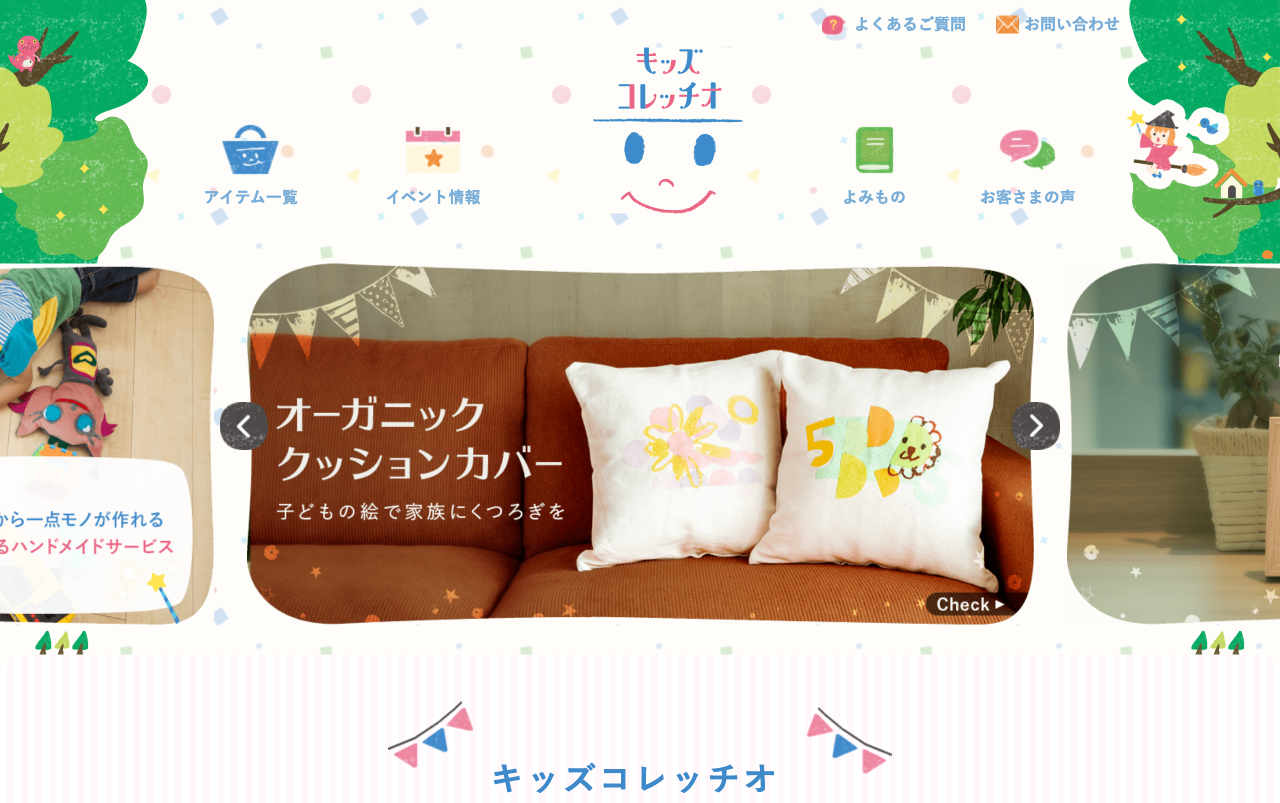 よくあるご質問
お問い合わせ
キッズ
コレッチオ
アイテム一覧
イベント情報
よみもの
お客さまの声
から一点モノが作れる
るハンドメイドサービス
オーガニック
クッションカバー
子どもの絵で家族にくつろぎを
5
Check
キッズコレッチオ